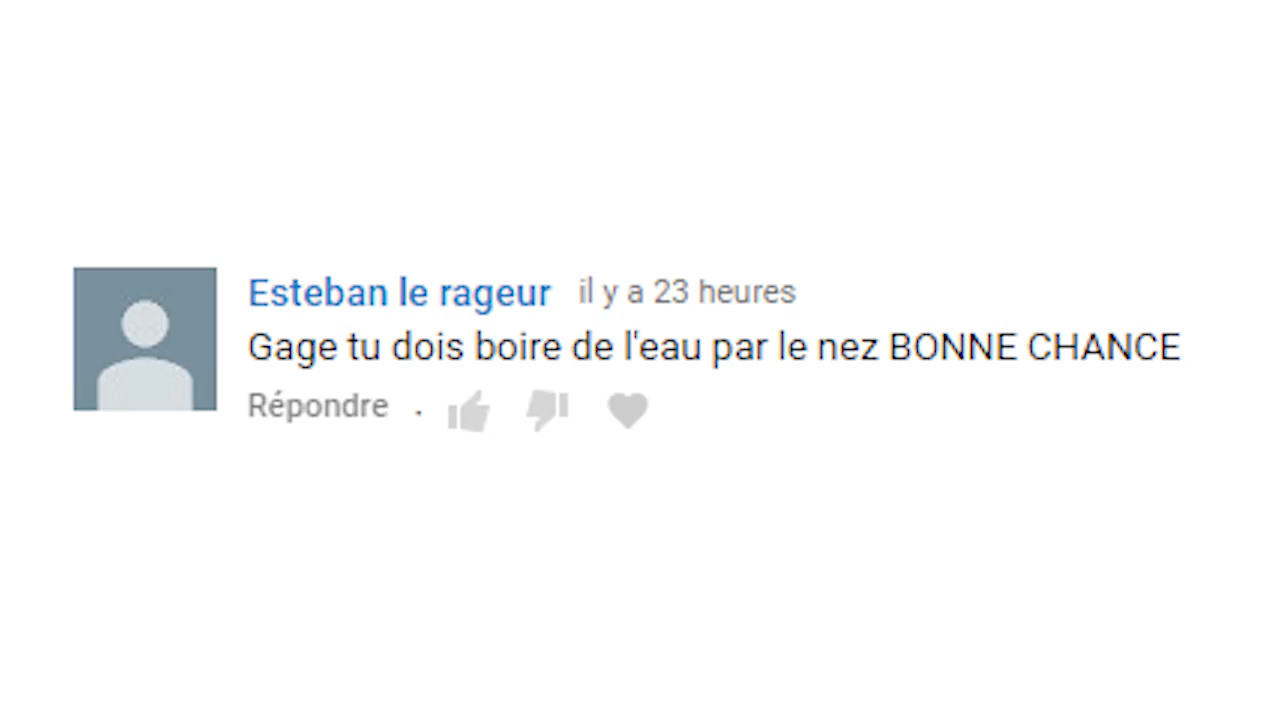 Esteban le rageur il y a 23 heures
Gage tu dois boire de l'eau par le nez BONNE CHANCE
Répondre .